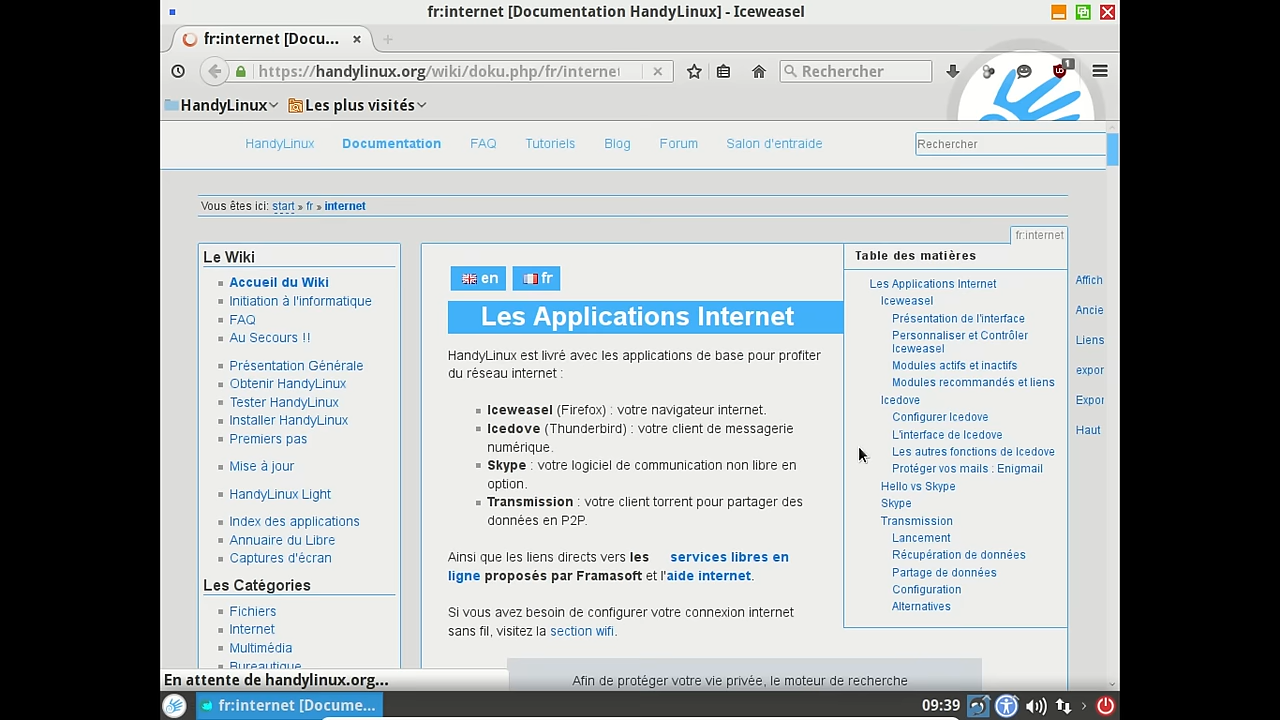 fr:internet [Documentation HandyLinux] - Iceweasel
fr:internet [Docu...
https://handylinux.org/wiki/doku.php/fr/internet
Rechercher
1
HandyLinux
Les plus visités
HandyLinux Documentation FAQ Tutoriels Blog Forum Salon d'entraide
Rechercher
Vous êtes ici: start » fr » internet
fr:internet
Le Wiki
Accueil du Wiki
Initiation à l'informatique
FAQ
Au Secours !!
Présentation Générale
Obtenir HandyLinux
Tester HandyLinux
Installer HandyLinux
Premiers pas
Mise à jour
HandyLinux Light
Index des applications
Annuaire du Libre
Captures d'écran
Les Catégories
Fichiers
Internet
Multimédia
Bureautique
en fr
Les Applications Internet
HandyLinux est livré avec les applications de base pour profiter
du réseau internet :
Iceweasel (Firefox) : votre navigateur internet.
Icedove (Thunderbird) : votre client de messagerie
numérique.
Skype : votre logiciel de communication non libre en
option.
Transmission : votre client torrent pour partager des
données en P2P.
Ainsi que les liens directs vers les services libres en
ligne proposés par Framasoft et l'aide internet.
Si vous avez besoin de configurer votre connexion internet
sans fil, visitez la section wifi.
Afin de protéger votre vie privée, le moteur de recherche
Table des matières
Les Applications Internet
Iceweasel
Présentation de l'interface
Personnaliser et Contrôler
Iceweasel
Modules actifs et inactifs
Modules recommandés et liens
Icedove
Configurer Icedove
L'interface de Icedove
Les autres fonctions de Icedove
Protéger vos mails : Enigmail
Hello vs Skype
Skype
Transmission
Lancement
Récupération de données
Partage de données
Configuration
Alternatives
Affich
Ancie
Liens
expor
Expor
Haut
En attente de handylinux.org...
fr:internet [Docume...
09:39